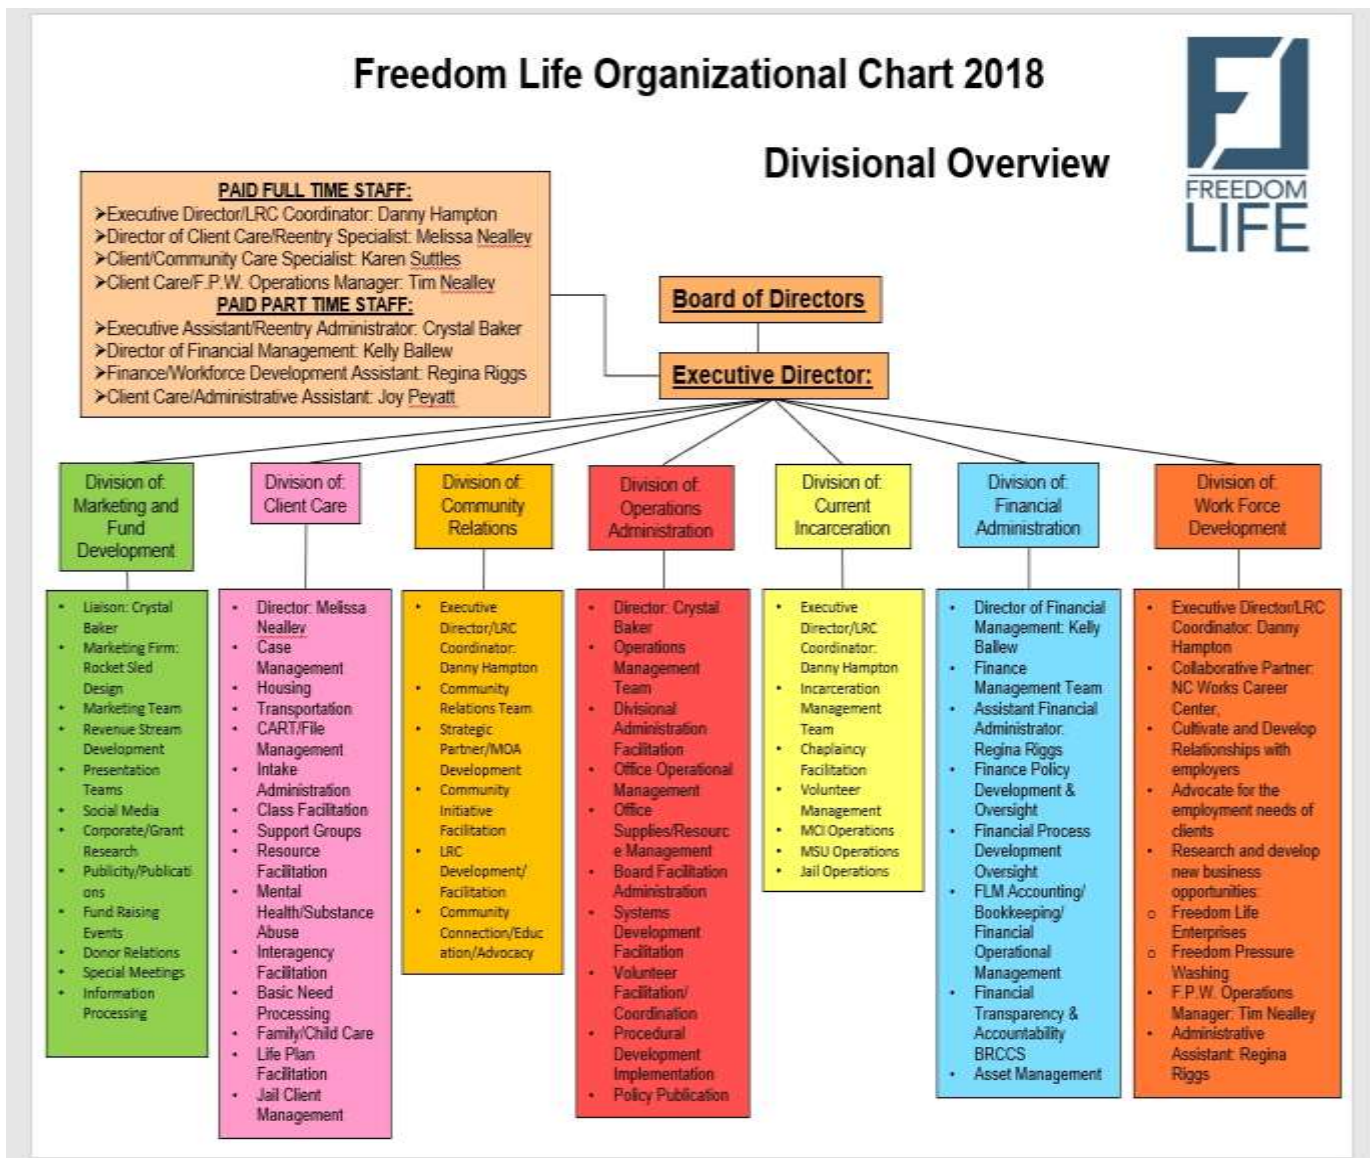 Freedom Life Organizational Chart 2018
Divisional Overview
FREEDOM
LIFE
PAID FULL TIME STAFF:
➢Executive Director/LRC Coordinator: Danny Hampton
➢Director of Client Care/Reentry Specialist: Melissa Nealley
➢Client/Community Care Specialist: Karen Suttles
➢Client Care/F.P.W. Operations Manager: Tim Nealley
PAID PART TIME STAFF:
➢Executive Assistant/Reentry Administrator: Crystal Baker
➢Director of Financial Management: Kelly Ballew
➢Finance/Workforce Development Assistant: Regina Riggs
➢Client Care/Administrative Assistant: Joy Peyatt
Board of Directors
Executive Director:
Division of:
Marketing and
Fund
Development
• Liaison: Crystal
Baker
• Marketing Firm:
Rocket Sled
Design
• Marketing Team
• Revenue Stream
Development
• Presentation
Teams
• Social Media
• Corporate/Grant
Research
• Publicity/Publicati
ons
• Fund Raising
Events
• Donor Relations
• Special Meetings
• Information
Processing
Division of:
Client Care
• Director: Melissa
Nealley
• Case
Management
• Housing
• Transportation
• CART/File
Management
• Intake
Administration
• Class Facilitation
• Support Groups
• Resource
Facilitation
• Mental
Health/Substance
Abuse
• Interagency
Facilitation
• Basic Need
Processing
• Family/Child Care
• Life Plan
Facilitation
• Jail Client
Management
Division of:
Community
Relations
• Executive
Director/LRC
Coordinator:
Danny Hampton
• Community
Relations Team
• Strategic
Partner/MOA
Development
• Community
Initiative
Facilitation
• LRC
Development/
Facilitation
• Community
Connection/Educ
ation/Advocacy
Division of:
Operations
Administration
• Director: Crystal
Baker
• Operations
Management
Team
• Divisional
Administration
Facilitation
• Office Operational
Management
• Office
Supplies/Resourc
e Management
• Board Facilitation
Administration
• Systems
Development
Facilitation
• Volunteer
Facilitation/
Coordination
• Procedural
Development
Implementation
• Policy Publication
Division of:
Current
Incarceration
• Executive
Director/LRC
Coordinator:
Danny Hampton
• Incarceration
Management
Team
• Chaplaincy
Facilitation
• Volunteer
Management
• MCI Operations
• MSU Operations
• Jail Operations
Division of:
Financial
Administration
• Director of Financial
Management: Kelly
Ballew
• Finance
Management Team
• Assistant Financial
Administrator:
Regina Riggs
• Finance Policy
Development &
Oversight
• Financial Process
Development
Oversight
• FLM Accounting/
Bookkeeping/
Financial
Operational
Management
• Financial
Transparency &
Accountability
BRCCS
• Asset Management
Division of:
Work Force
Development
• Executive Director/LRC
Coordinator: Danny
Hampton
• Collaborative Partner:
NC Works Career
Center,
• Cultivate and Develop
Relationships with
employers
• Advocate for the
employment needs of
clients
• Research and develop
new business
opportunities:
o Freedom Life
Enterprises
o Freedom Pressure
Washing
• F.P.W. Operations
Manager: Tim Nealley
• Administrative
Assistant: Regina
Riggs